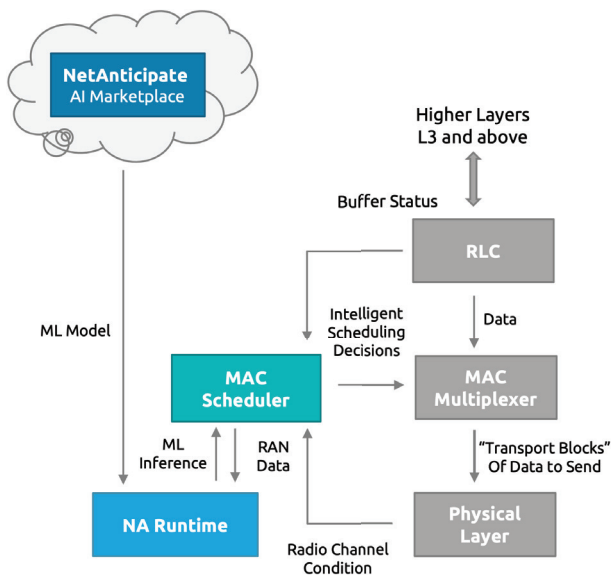 NetAnticipate
AI Marketplace
Higher Layers
L3 and above
Buffer Status
RLC
ML Model
Intelligent
Scheduling
Decisions
Data
MAC
Scheduler
MAC
Multiplexer
ML
Inference
RAN
Data
“Transport Blocks”
Of Data to Send
NA Runtime
Physical
Layer
Radio Channel
Condition